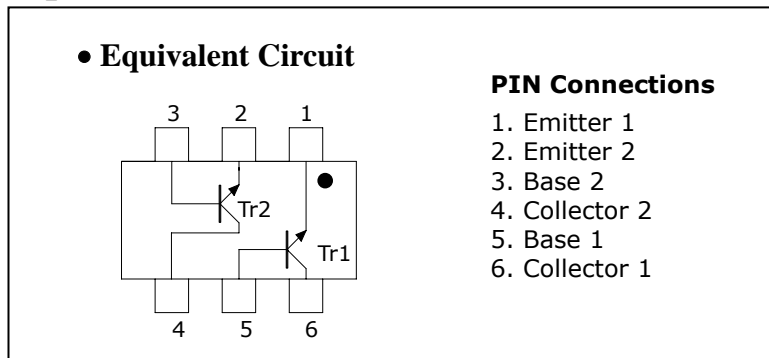 • Equivalent Circuit
3 2 1
Tr2
Tr1
4 5 6
PIN Connections
1. Emitter 1
2. Emitter 2
3. Base 2
4. Collector 2
5. Base 1
6. Collector 1